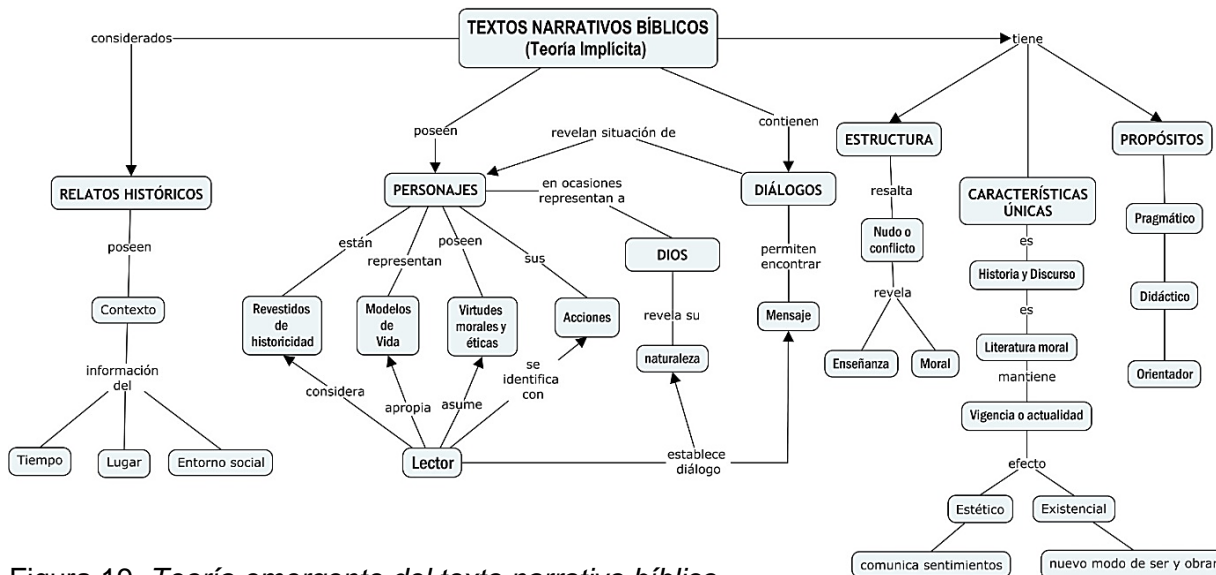 TEXTOS NARRATIVOS BÍBLICOS
(Teoría Implícita)
considerados
tiene
poseen
revelan situación de
contienen
ESTRUCTURA
PROPÓSITOS
RELATOS HISTÓRICOS
PERSONAJES
en ocasiones
representan a
DIÁLOGOS
resalta
CARACTERÍSTICAS
ÚNICAS
Pragmático
poseen
están
representan
poseen
sus
DIOS
permiten
encontrar
Nudo o
conflicto
es
Historia y Discurso
Contexto
Revestidos
de
historicidad
Modelos
de
Vida
Virtudes
morales y
éticas
Acciones
revela su
Mensaje
revela
es
Didáctico
información
del
naturaleza
Enseñanza
Moral
Literatura moral
mantiene
Orientador
considera
apropia
asume
se
identifica
con
Vigencia o actualidad
Tiempo
Lugar
Entorno social
Lector
establece
diálogo
efecto
Estético
Existencial
comunica sentimientos
nuevo modo de ser y obrar
Figura 19. Teoría emergente del texto narrativo bíblico